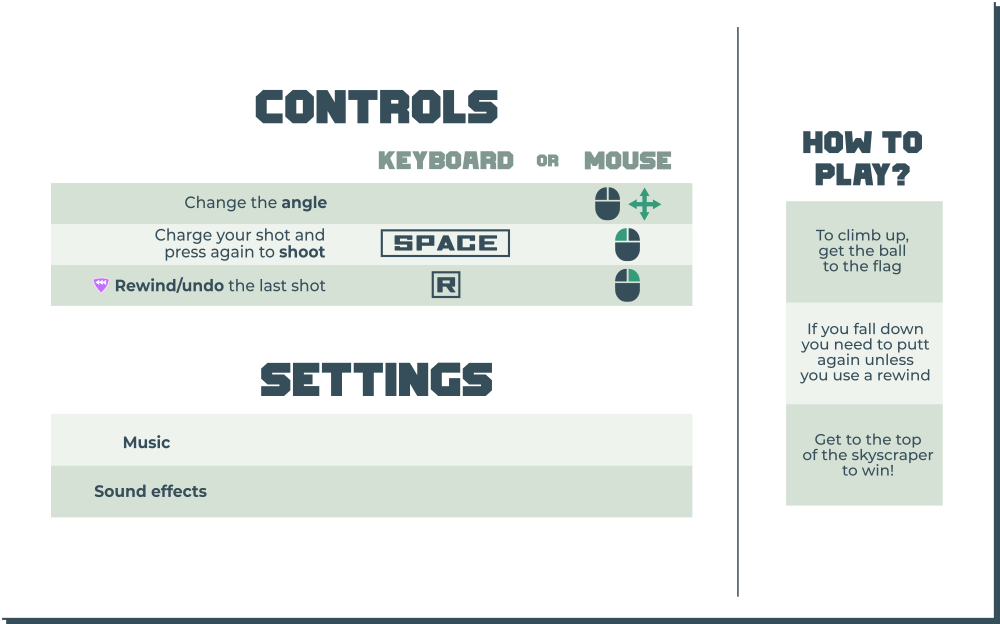 CONTROLS
KEYBOARD OR MOUSE
Change the angle
Charge your shot and
press again to shoot
SPACE
Rewind/undo the last shot
R
SETTINGS
Music
Sound effects
HOW TO
PLAY?
To climb up,
get the ball
to the flag
If you fall down
you need to putt
again unless
you use a rewind
Get to the top
of the skyscraper
to win!